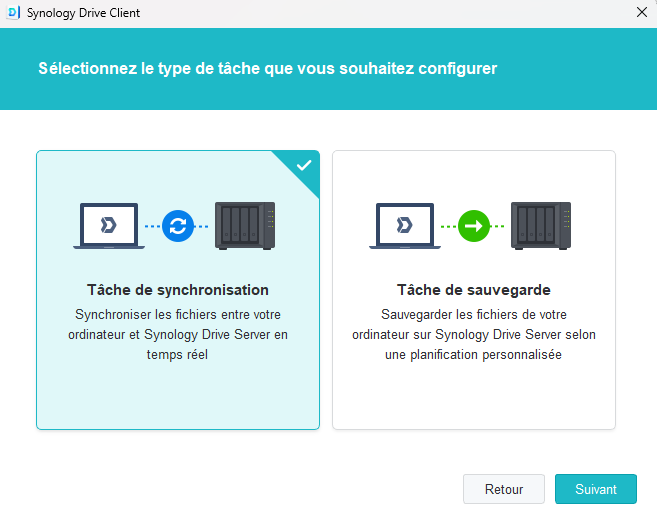 Synology Drive Client
Sélectionnez le type de tâche que vous souhaitez configurer
Tâche de synchronisation
Synchroniser les fichiers entre votre
ordinateur et Synology Drive Server en
temps réel
Tâche de sauvegarde
Sauvegarder les fichiers de votre
ordinateur sur Synology Drive Server selon
une planification personnalisée
Retour
Suivant